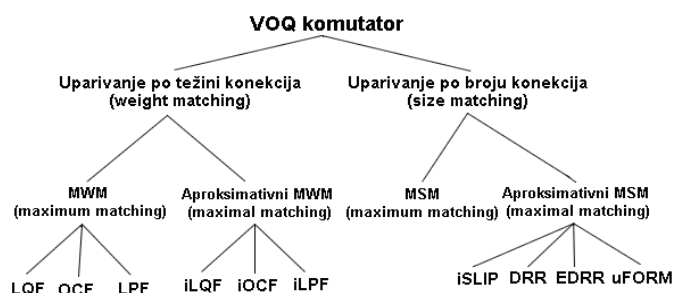 VOQ komutator
Uparivanje po težini konekcija
(weight matching)
Uparivanje po broju konekcija
(size matching)
MWM
(maximum matching)
Aproksimativni MWM
(maximal matching)
MSM
(maximum matching)
Aproksimativni MSM
(maximal matching)
LQF OCF LPF
iLQF iOCF iLPF
iSLIP DRR EDRR uFORM